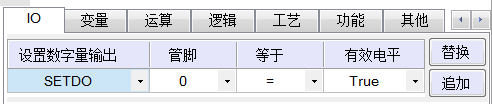 IO 变量 运算 逻辑 工艺 功能 其他
设置数字量输出 管脚 等于 有效电平 替换
SETDO 0 = True 追加